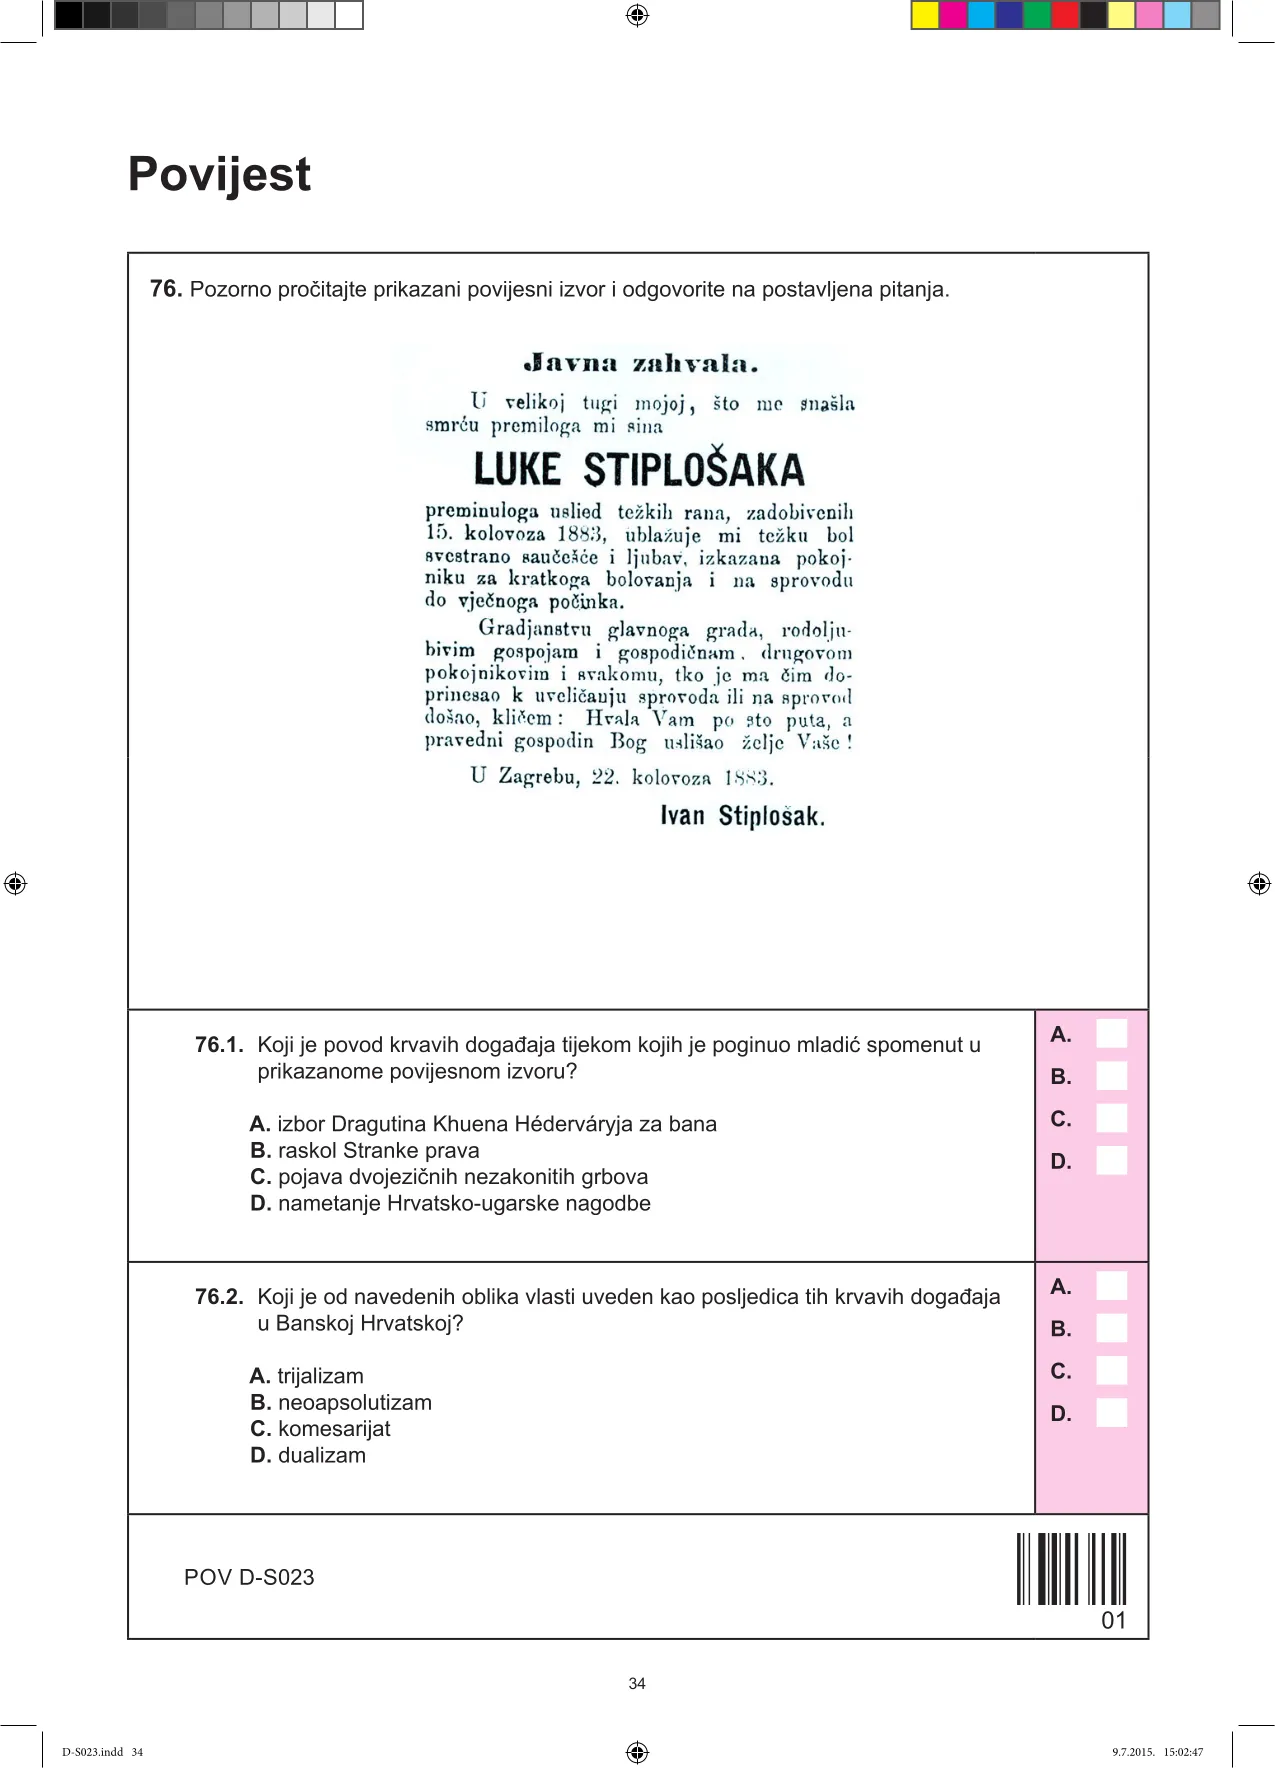 Povijest
76. Pozorno pročitajte prikazani povijesni izvor i odgovorite na postavljena pitanja.
Javna zahvala.
U velikoj tugi mojoj, što me snašla
smrću premiloga mi sina
LUKE STIPLOŠAKA
preminuloga uslied težkih rana, zadobivenih
15. kolovoza 1883, ublažuje mi težku bol
svestrano saučešće i ljubav, izkazana pokoj-
niku za kratkoga bolovanja i na sprovodu
do vječnoga počinka.
Gradjanstvu glavnoga grada, rodolju-
bivim gospojam i gospodičnam, drugovom
pokojnikovim i svakomu, tko je ma čim do-
prinesao k uveličanju sprovoda ili na sprovod
došao, kličem: Hvala Vam po sto puta, a
pravedni gospodin Bog uslišao želje Vaše!
U Zagrebu, 22. kolovoza 1883.
Ivan Stiplošak.
76.1. Koji je povod krvavih događaja tijekom kojih je poginuo mladić spomenut u
prikazanome povijesnom izvoru?
A. izbor Dragutina Khuena Héderváryja za bana
B. raskol Stranke prava
C. pojava dvojezičnih nezakonitih grbova
D. nametanje Hrvatsko-ugarske nagodbe
A.
B.
C.
D.
76.2. Koji je od navedenih oblika vlasti uveden kao posljedica tih krvavih događaja
u Banskoj Hrvatskoj?
A. trijalizam
B. neoapsolutizam
C. komesarijat
D. dualizam
A.
B.
C.
D.
POV D-S023
01
34
D-S023.indd 34
9.7.2015. 15:02:47